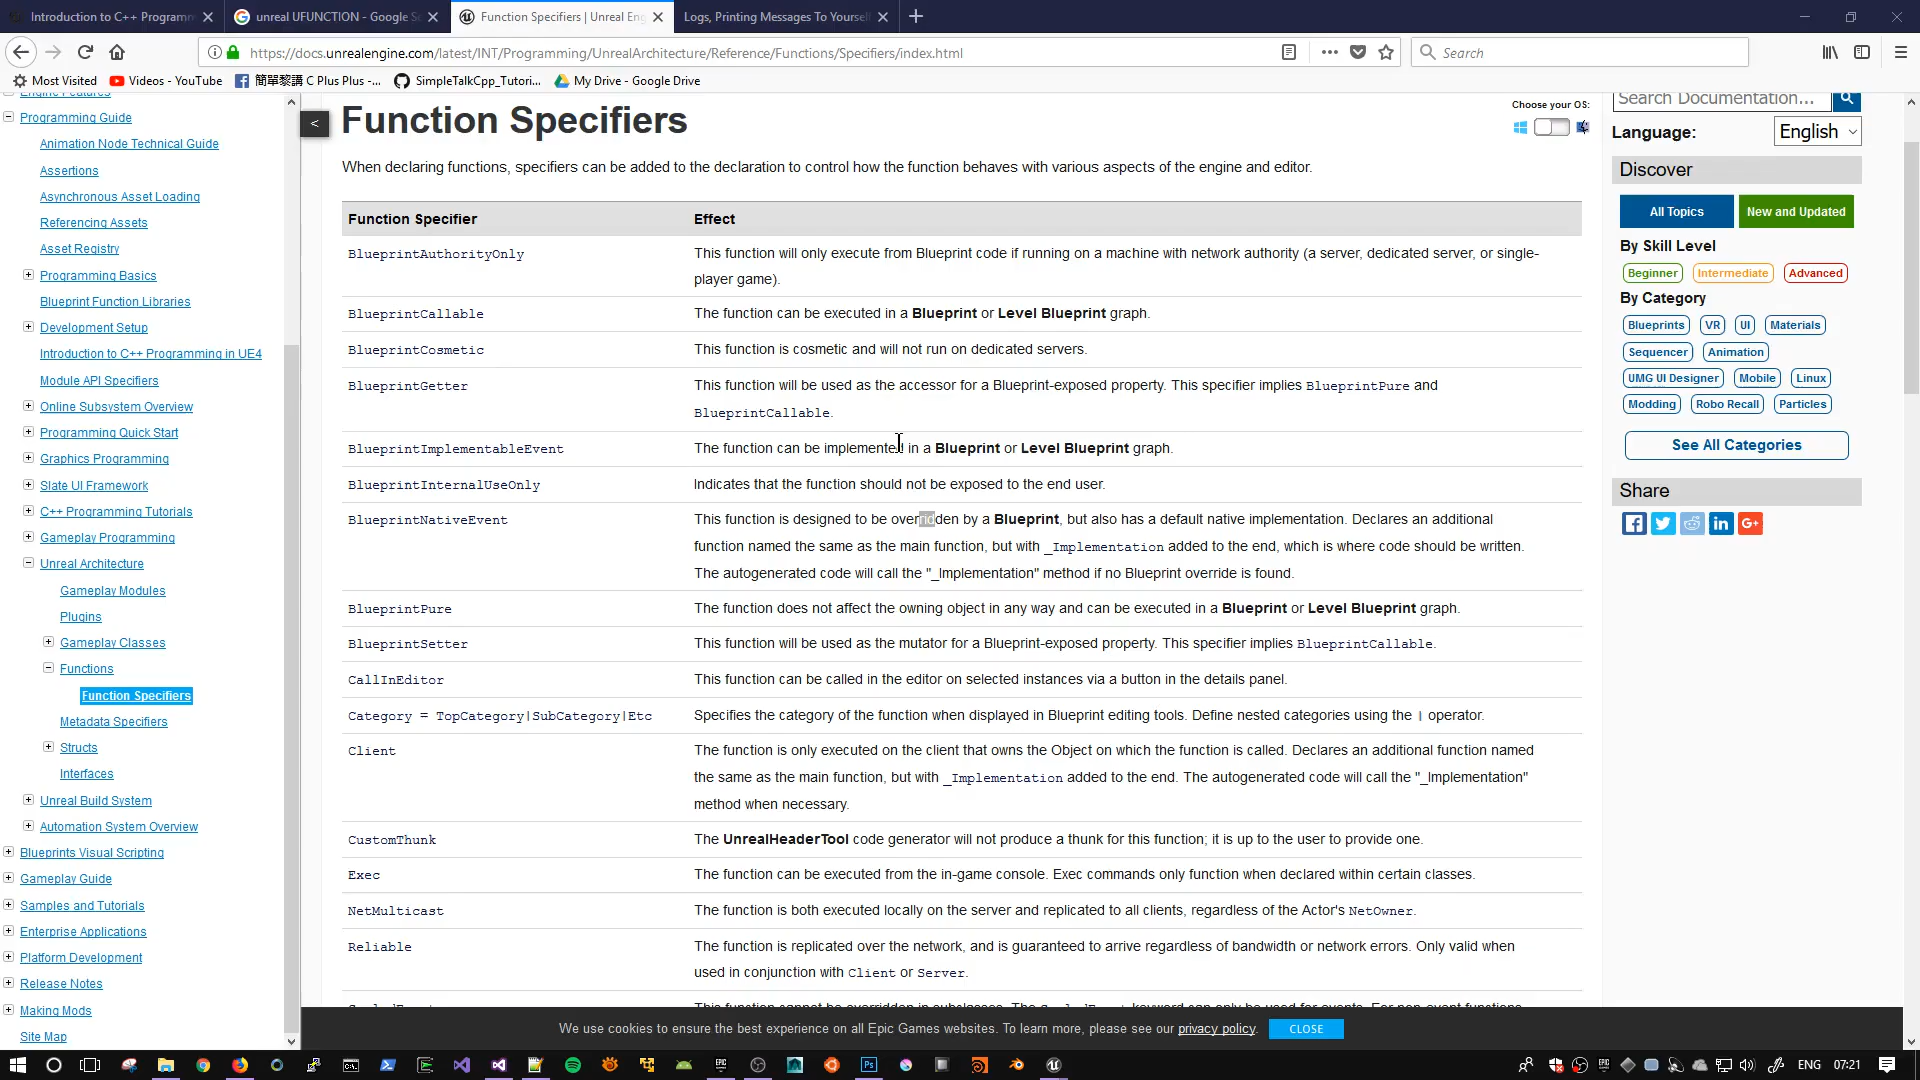 Introduction to C++ Programm
unreal UFUNCTION - Google S
Function Specifiers | Unreal Eng
Logs, Printing Messages To Yourself
https://docs.unrealengine.com/latest/INT/Programming/UnrealArchitecture/Reference/Functions/Specifiers/index.html
Search
Most Visited
Videos - YouTube
簡單黎講 C Plus Plus -...
SimpleTalkCpp_Tutori...
My Drive - Google Drive
Engine Features
Programming Guide
Animation Node Technical Guide
Assertions
Asynchronous Asset Loading
Referencing Assets
Asset Registry
Programming Basics
Blueprint Function Libraries
Development Setup
Introduction to C++ Programming in UE4
Module API Specifiers
Online Subsystem Overview
Programming Quick Start
Graphics Programming
Slate UI Framework
C++ Programming Tutorials
Gameplay Programming
Unreal Architecture
Gameplay Modules
Plugins
Gameplay Classes
Functions
Function Specifiers
Metadata Specifiers
Structs
Interfaces
Unreal Build System
Automation System Overview
Blueprints Visual Scripting
Gameplay Guide
Samples and Tutorials
Enterprise Applications
Platform Development
Release Notes
Making Mods
Site Map
<
Function Specifiers
Choose your OS:
When declaring functions, specifiers can be added to the declaration to control how the function behaves with various aspects of the engine and editor.
Function Specifier Effect
BlueprintAuthorityOnly This function will only execute from Blueprint code if running on a machine with network authority (a server, dedicated server, or single-
player game).
BlueprintCallable The function can be executed in a Blueprint or Level Blueprint graph.
BlueprintCosmetic This function is cosmetic and will not run on dedicated servers.
BlueprintGetter This function will be used as the accessor for a Blueprint-exposed property. This specifier implies BlueprintPure and
BlueprintCallable.
BlueprintImplementableEvent The function can be implemented in a Blueprint or Level Blueprint graph.
BlueprintInternalUseOnly Indicates that the function should not be exposed to the end user.
BlueprintNativeEvent This function is designed to be overridden by a Blueprint, but also has a default native implementation. Declares an additional
function named the same as the main function, but with _Implementation added to the end, which is where code should be written.
The autogenerated code will call the "_Implementation" method if no Blueprint override is found.
BlueprintPure The function does not affect the owning object in any way and can be executed in a Blueprint or Level Blueprint graph.
BlueprintSetter This function will be used as the mutator for a Blueprint-exposed property. This specifier implies BlueprintCallable.
CallInEditor This function can be called in the editor on selected instances via a button in the details panel.
Category = TopCategory|SubCategory|Etc Specifies the category of the function when displayed in Blueprint editing tools. Define nested categories using the | operator.
Client The function is only executed on the client that owns the Object on which the function is called. Declares an additional function named
the same as the main function, but with _Implementation added to the end. The autogenerated code will call the "_Implementation"
method when necessary.
CustomThunk The UnrealHeaderTool code generator will not produce a thunk for this function; it is up to the user to provide one.
Exec The function can be executed from the in-game console. Exec commands only function when declared within certain classes.
NetMulticast The function is both executed locally on the server and replicated to all clients, regardless of the Actor's NetOwner.
Reliable The function is replicated over the network, and is guaranteed to arrive regardless of bandwidth or network errors. Only valid when
used in conjunction with Client or Server.
Search Documentation...
Language: English
Discover
All Topics
New and Updated
By Skill Level
Beginner Intermediate Advanced
By Category
Blueprints VR UI Materials
Sequencer Animation
UMG UI Designer Mobile Linux
Modding Robo Recall Particles
See All Categories
Share
We use cookies to ensure the best experience on all Epic Games websites. To learn more, please see our privacy policy. CLOSE
ENG 07:21